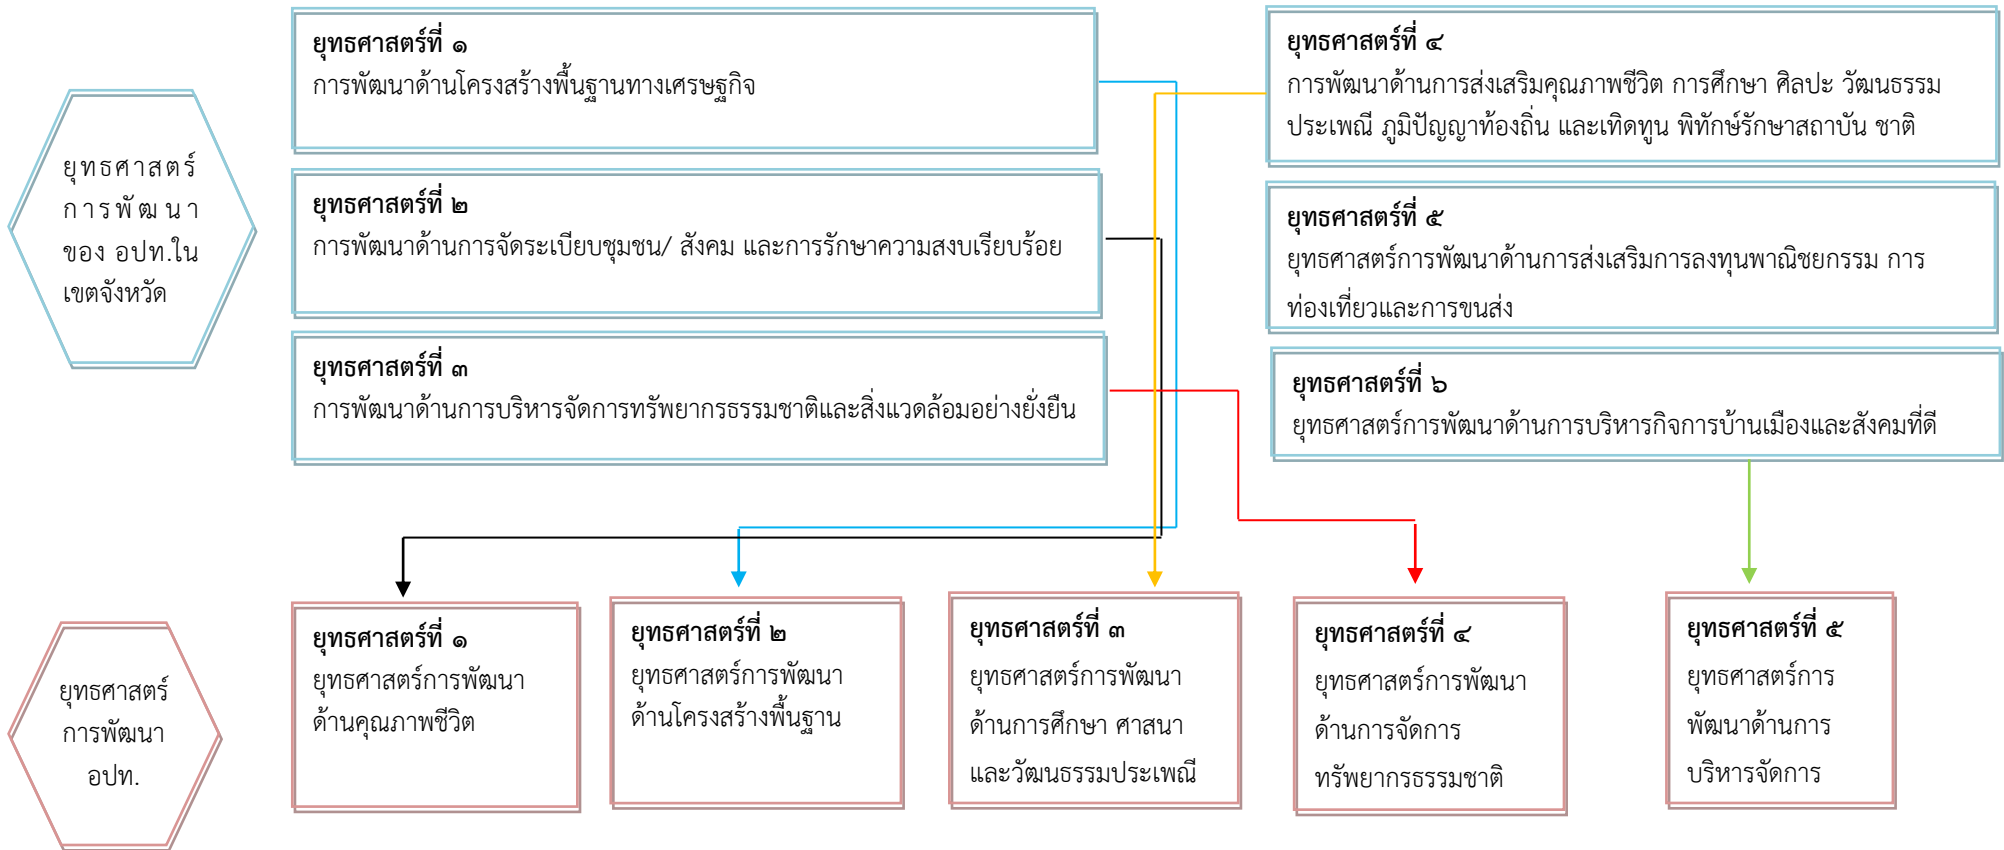 ยุทธศาสตร์
การพัฒนา
ของ อปท.ใน
เขตจังหวัด
ยุทธศาสตร์ที่ ๑
การพัฒนาด้านโครงสร้างพื้นฐานทางเศรษฐกิจ
ยุทธศาสตร์ที่ ๒
การพัฒนาด้านการจัดระเบียบชุมชน/ สังคม และการรักษาความสงบเรียบร้อย
ยุทธศาสตร์ที่ ๓
การพัฒนาด้านการบริหารจัดการทรัพยากรธรรมชาติและสิ่งแวดล้อมอย่างยั่งยืน
ยุทธศาสตร์ที่ ๔
การพัฒนาด้านการส่งเสริมคุณภาพชีวิต การศึกษา ศิลปะ วัฒนธรรม
ประเพณี ภูมิปัญญาท้องถิ่น และเทิดทูน พิทักษ์รักษาสถาบัน ชาติ
ยุทธศาสตร์ที่ ๕
ยุทธศาสตร์การพัฒนาด้านการส่งเสริมการลงทุนพาณิชยกรรม การ
ท่องเที่ยวและการขนส่ง
ยุทธศาสตร์ที่ ๖
ยุทธศาสตร์การพัฒนาด้านการบริหารกิจการบ้านเมืองและสังคมที่ดี
ยุทธศาสตร์
การพัฒนา
อปท.
ยุทธศาสตร์ที่ ๑
ยุทธศาสตร์การพัฒนา
ด้านคุณภาพชีวิต
ยุทธศาสตร์ที่ ๒
ยุทธศาสตร์การพัฒนา
ด้านโครงสร้างพื้นฐาน
ยุทธศาสตร์ที่ ๓
ยุทธศาสตร์การพัฒนา
ด้านการศึกษา ศาสนา
และวัฒนธรรมประเพณี
ยุทธศาสตร์ที่ ๔
ยุทธศาสตร์การพัฒนา
ด้านการจัดการ
ทรัพยากรธรรมชาติ
ยุทธศาสตร์ที่ ๕
ยุทธศาสตร์การ
พัฒนาด้านการ
บริหารจัดการ